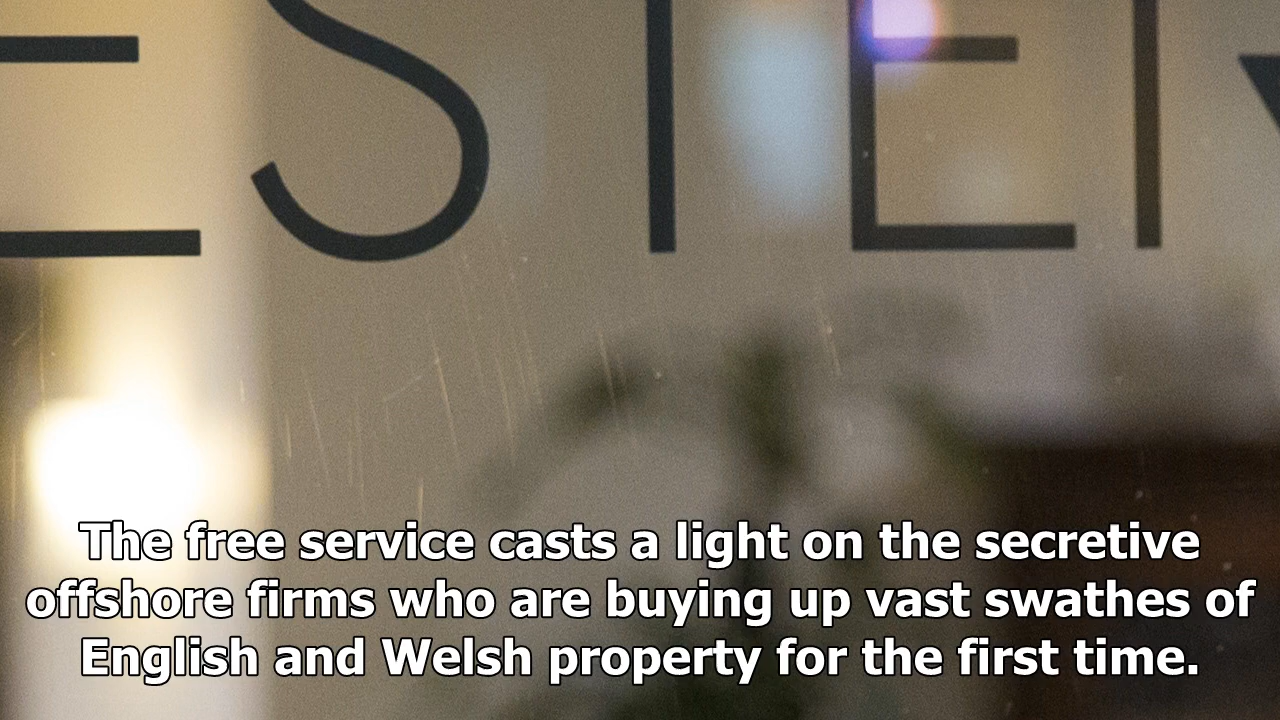 ESTER
The free service casts a light on the secretive
offshore firms who are buying up vast swathes of
English and Welsh property for the first time.